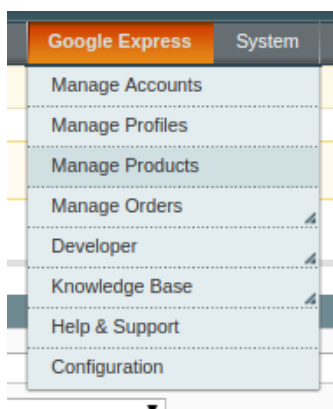 Google Express System
Manage Accounts
Manage Profiles
Manage Products
Manage Orders
Developer
Knowledge Base
Help & Support
Configuration